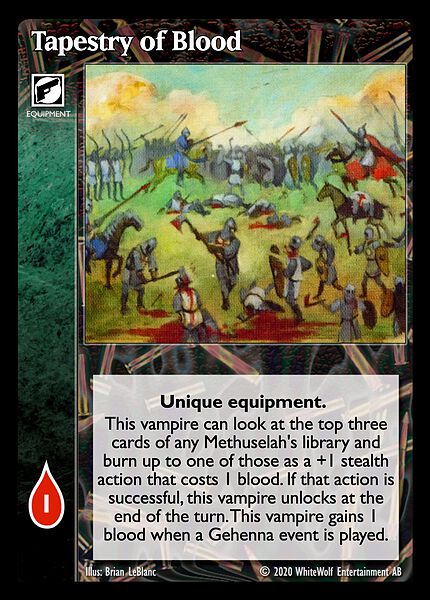 Tapestry of Blood
EQUIPMENT
Unique equipment.
This vampire can look at the top three
cards of any Methuselah's library and
burn up to one of those as a +1 stealth
action that costs 1 blood. If that action is
successful, this vampire unlocks at the
end of the turn. This vampire gains 1
blood when a Gehenna event is played.
1
Illus: Brian LeBlanc
© 2020 WhiteWolf Entertainment AB